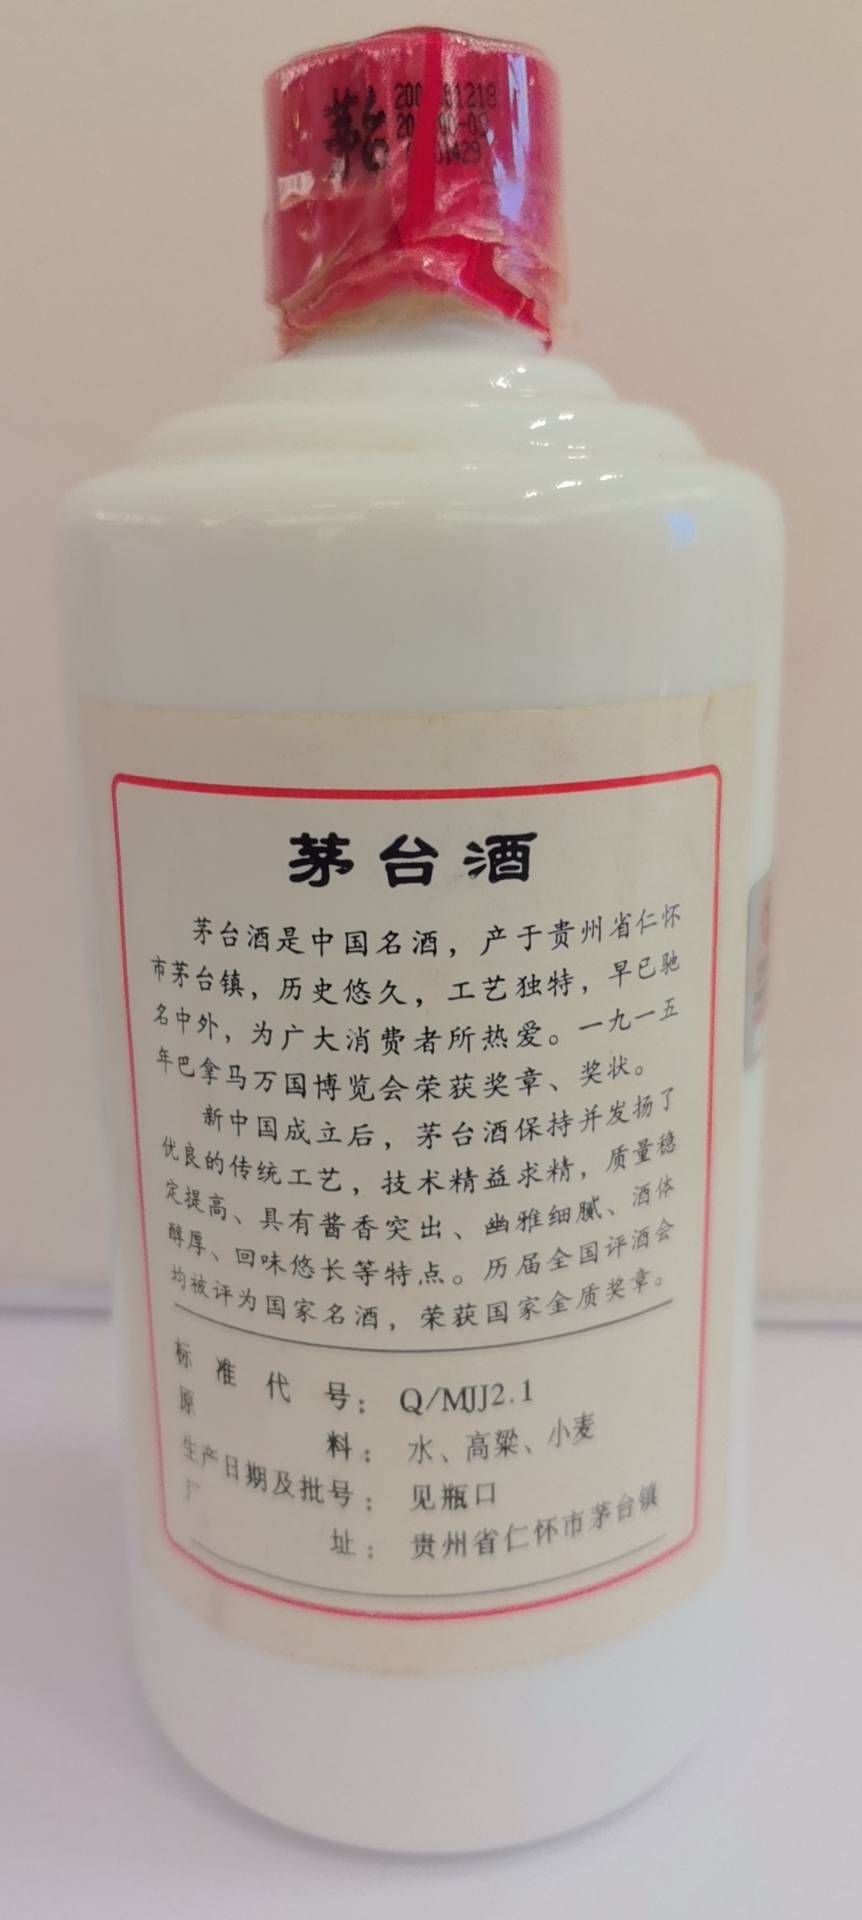 茅台
茅台酒
茅台酒是中国名酒，产于贵州省仁怀
市茅台镇，历史悠久，工艺独特，早已驰
名中外，为广大消费者所热爱。一九一五
年巴拿马万国博览会荣获奖章、奖状。
新中国成立后，茅台酒保持并发扬了
优良的传统工艺，技术精益求精，质量稳
定提高、具有酱香突出、幽雅细腻、酒体
醇厚、回味悠长等特点。历届全国评酒会
均被评为国家名酒，荣获国家金质奖章。
标准代号：Q/MJJ2.1
原料：水、高粱、小麦
生产日期及批号：见瓶口
厂址：贵州省仁怀市茅台镇